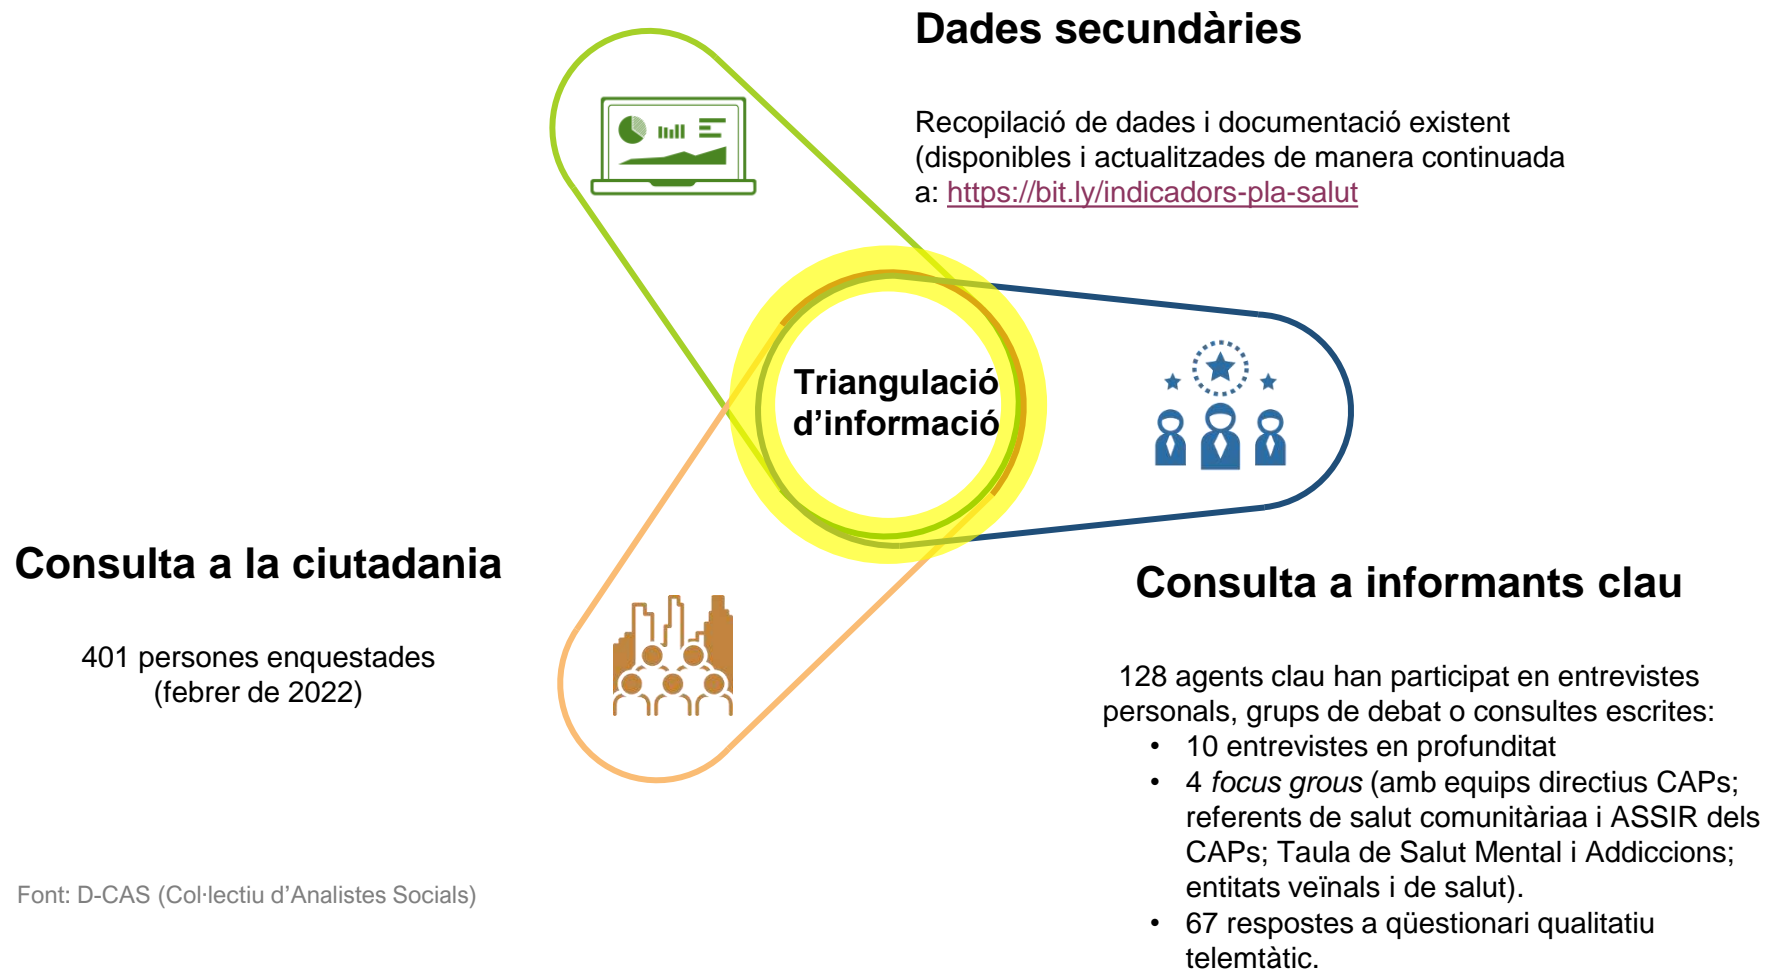 Dades secundàries
Recopilació de dades i documentació existent
(disponibles i actualitzades de manera continuada
a: https://bit.ly/indicadors-pla-salut
Triangulació
d’informació
Consulta a la ciutadania
401 persones enquestades
(febrer de 2022)
Consulta a informants clau
128 agents clau han participat en entrevistes
personals, grups de debat o consultes escrites:
• 10 entrevistes en profunditat
• 4 focus grous (amb equips directius CAPs;
referents de salut comunitàriaa i ASSIR dels
CAPs; Taula de Salut Mental i Addiccions;
entitats veïnals i de salut).
• 67 respostes a qüestionari qualitatiu
telemtàtic.
Font: D-CAS (Col·lectiu d’Analistes Socials)